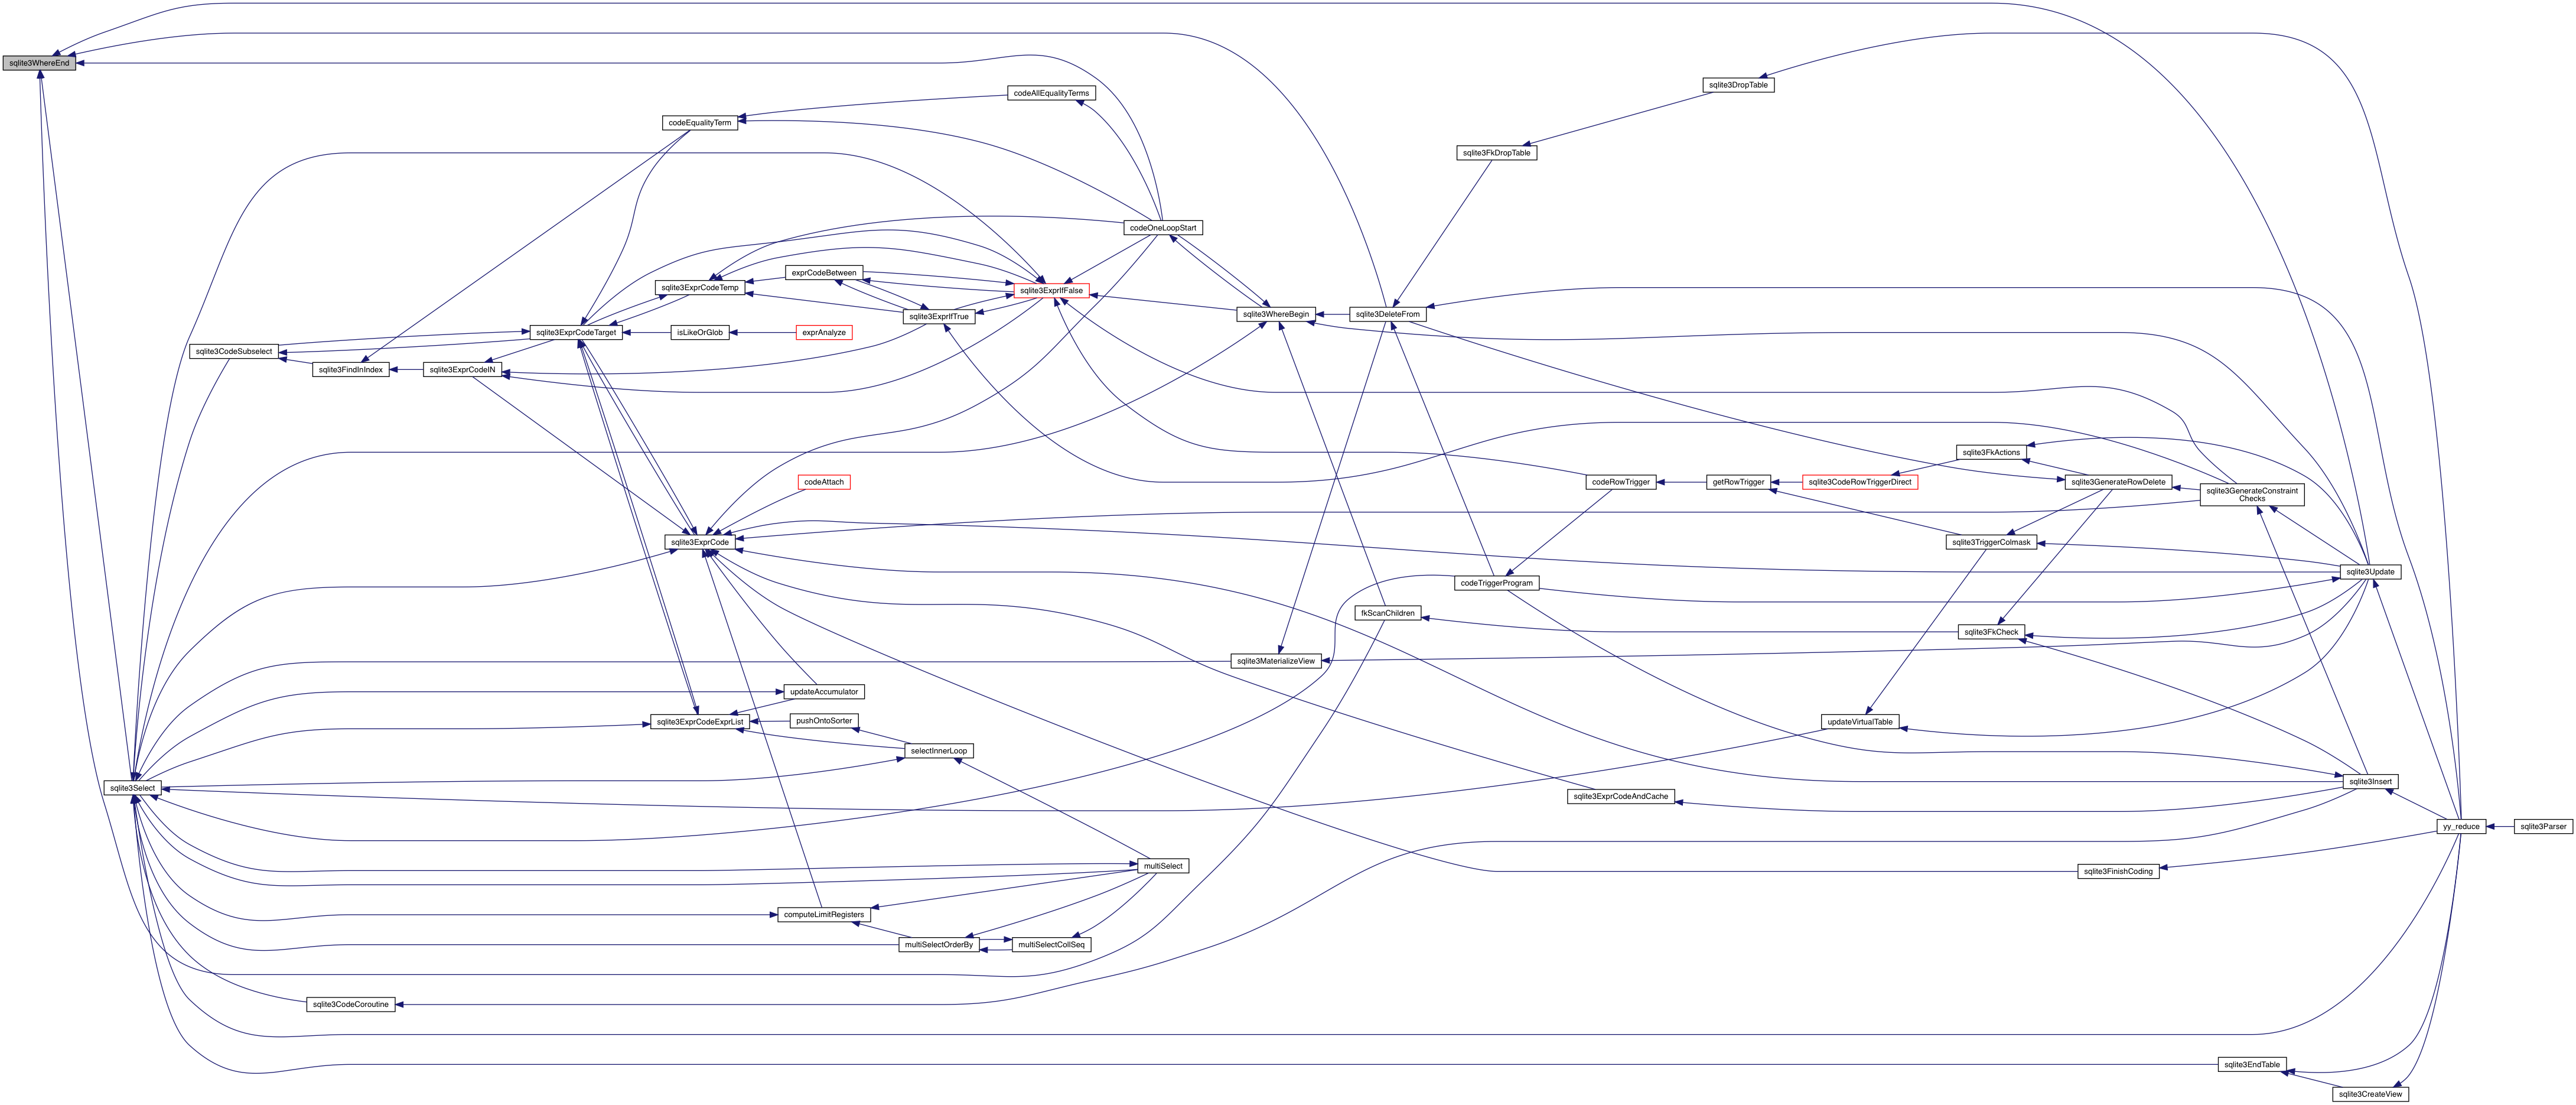 sqlite3WhereEnd
sqlite3DropTable
codeAllEqualityTerms
codeEqualityTerm
sqlite3FkDropTable
codeOneLoopStart
exprCodeBetween
sqlite3ExprCodeTemp
sqlite3ExprIfFalse
sqlite3ExprIfTrue
sqlite3WhereBegin
sqlite3DeleteFrom
sqlite3ExprCodeTarget
isLikeOrGlob
exprAnalyze
sqlite3CodeSubselect
sqlite3FindInIndex
sqlite3ExprCodeIN
sqlite3FkActions
codeAttach
codeRowTrigger
getRowTrigger
sqlite3CodeRowTriggerDirect
sqlite3GenerateRowDelete
sqlite3GenerateConstraint
Checks
sqlite3ExprCode
sqlite3TriggerColmask
sqlite3Update
codeTriggerProgram
fkScanChildren
sqlite3FkCheck
sqlite3MaterializeView
updateAccumulator
sqlite3ExprCodeExprList
pushOntoSorter
updateVirtualTable
selectInnerLoop
sqlite3Select
sqlite3Insert
sqlite3ExprCodeAndCache
yy_reduce
sqlite3Parser
multiSelect
sqlite3FinishCoding
computeLimitRegisters
multiSelectOrderBy
multiSelectCollSeq
sqlite3CodeCoroutine
sqlite3EndTable
sqlite3CreateView